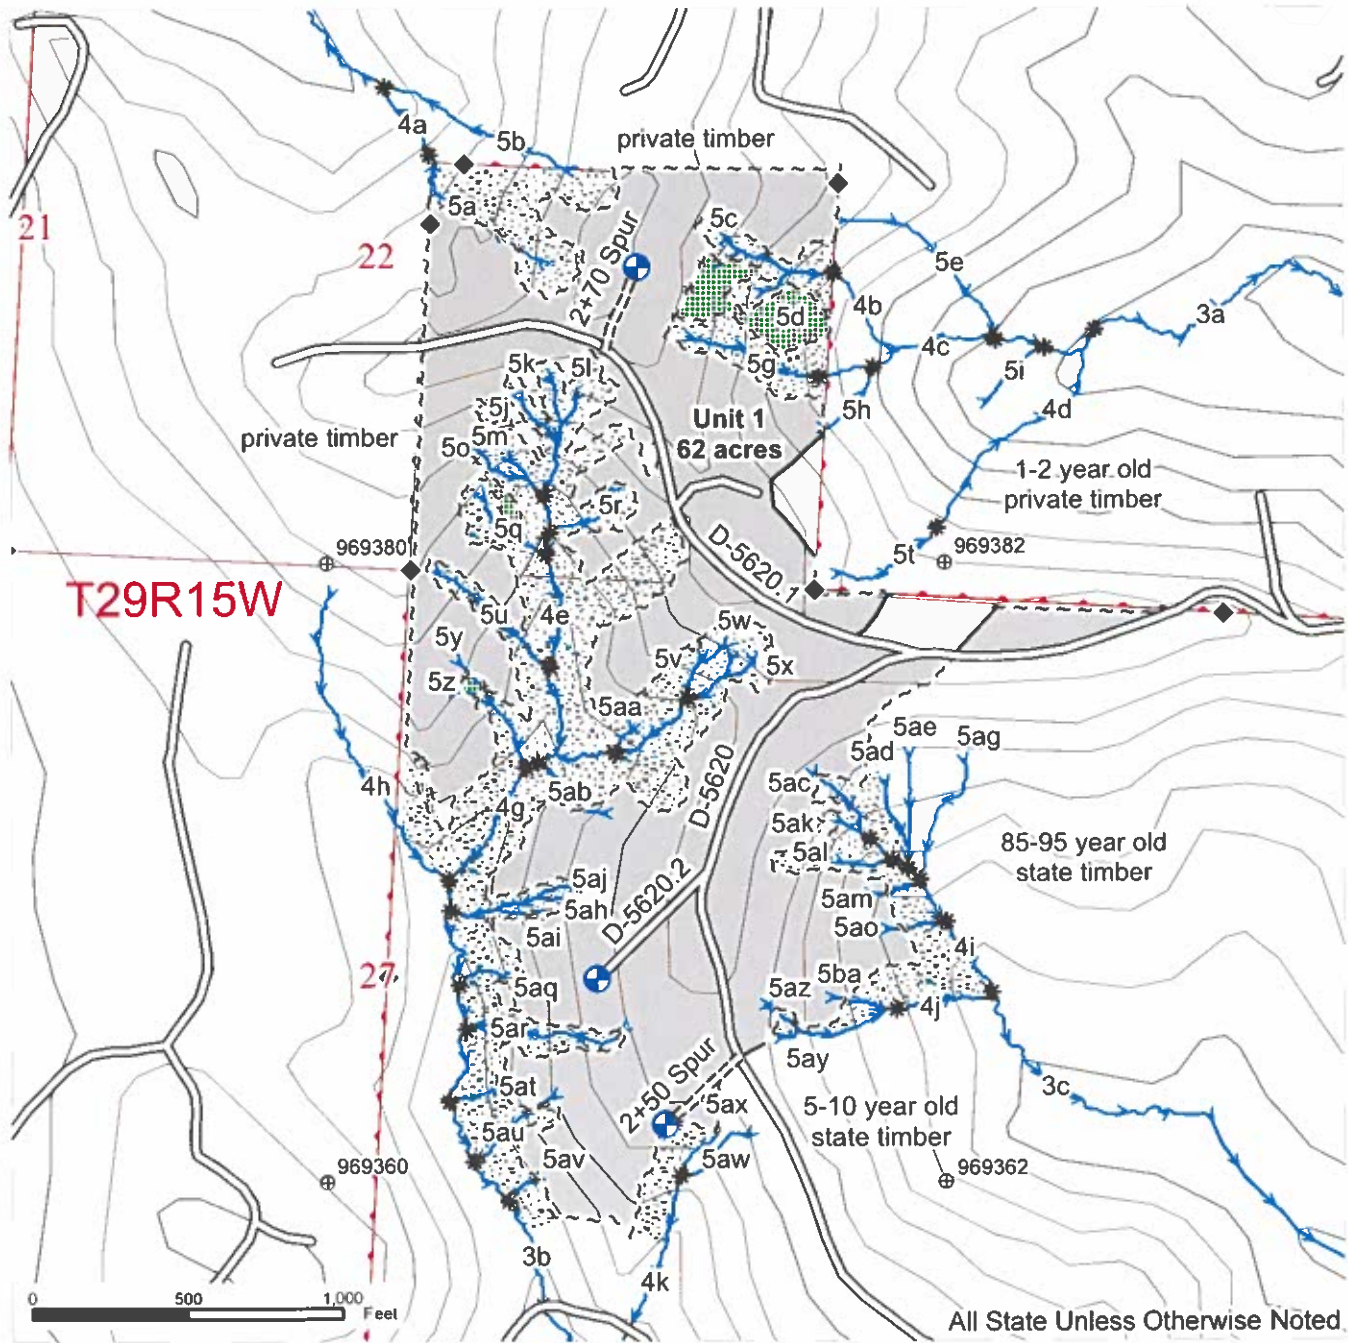 4a
5b
private timber
5a
21
22
2+70 Spur
5c
5e
5d
4b
3a
4c
5g
5i
5k
5l
5h
4d
5j
Unit 1
62 acres
private timber
5m
5o
1-2 year old
private timber
5r
5q
D-5620.1
969380
969382
5t
T29R15W
5u
4e
5w
5y
5v
5x
5z
5aa
5ae
5ag
5ad
D-5620
4h
5ab
5ac
4g
5ak
85-95 year old
state timber
5al
5aj
5am
5ah
D-5620.2
5ao
5ai
4i
27
5aq
5az
5ba
4j
5ar
5ay
2+50 Spur
3c
5at
5ax
5-10 year old
state timber
5au
5av
5aw
969360
969362
3b
4k
0
500
1,000
Feet
All State Unless Otherwise Noted